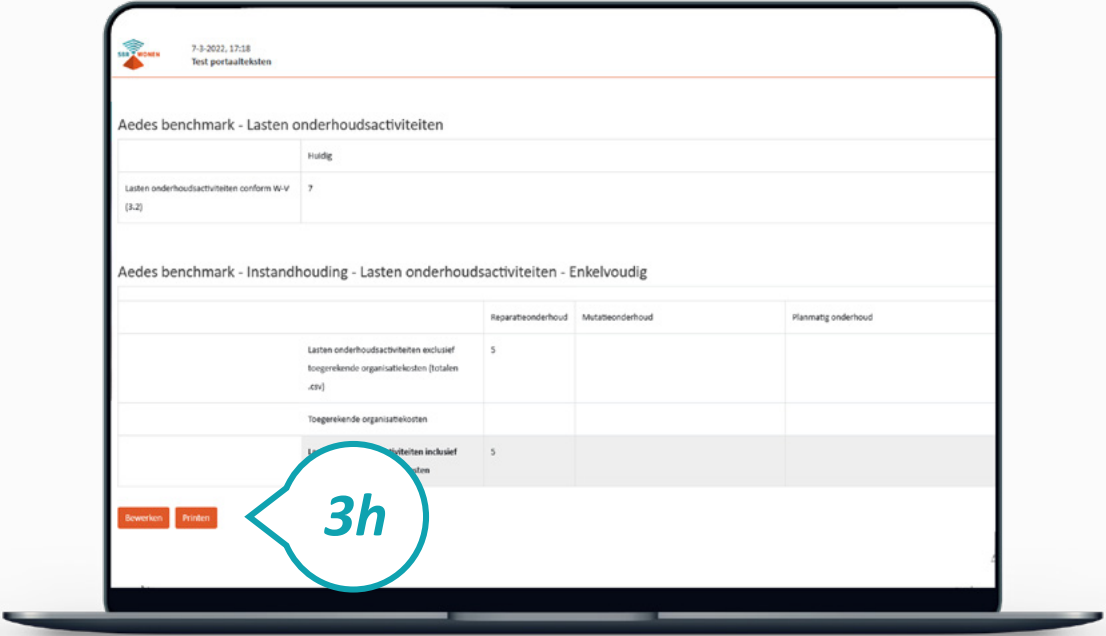 SBR WONEN
7-3-2022, 17:18
Test portaalteksten
Aedes benchmark - Lasten onderhoudsactiviteiten
Huidig
Lasten onderhoudsactiviteiten conform W-V 7
(3.2)
Aedes benchmark - Instandhouding - Lasten onderhoudsactiviteiten - Enkelvoudig
Reparatieonderhoud Mutatieonderhoud Planmatig onderhoud
Lasten onderhoudsactiviteiten exclusief 5
toegerekende organisatiekosten (totalen
.csv)
Toegerekende organisatiekosten
inclusief 5
Bewerken Printen
3h